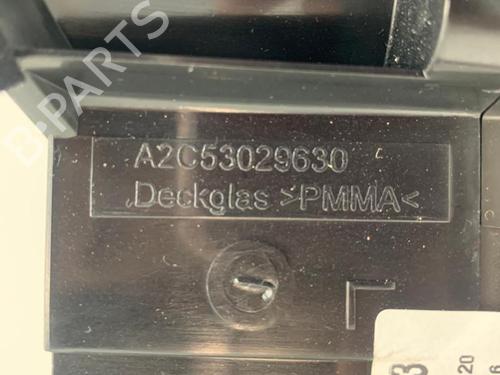 A2C53029630
Deckglas >PMMA<
B-PARTS